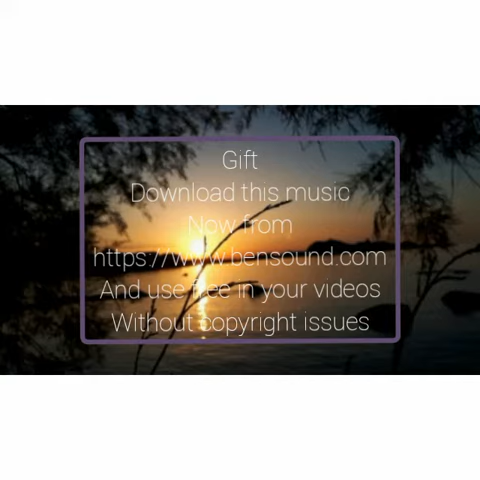 Gift
Download this music
Now from
https://www.bensound.com
And use free in your videos
Without copyright issues